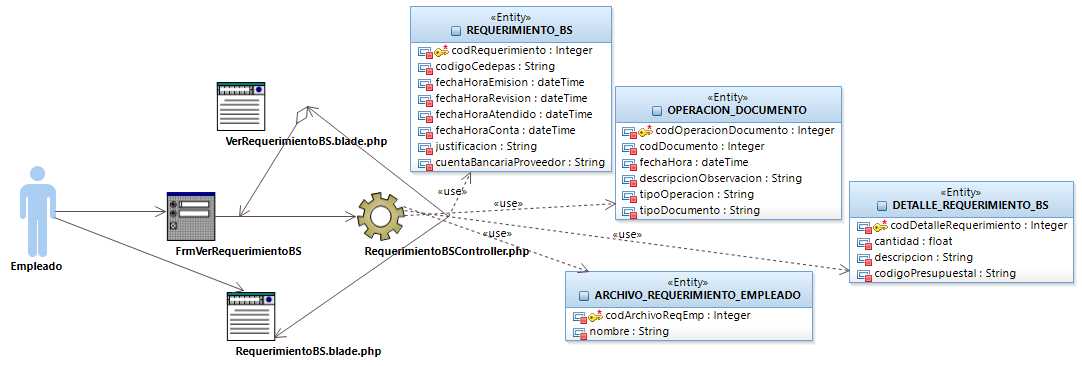 «Entity»
REQUERIMIENTO_BS
codRequerimiento : Integer
codigoCedepas : String
fechaHoraEmision : dateTime
fechaHoraRevision : dateTime
fechaHoraAtendido : dateTime
fechaHoraConta : dateTime
justificacion : String
cuentaBancariaProveedor : String
«Entity»
OPERACION_DOCUMENTO
codOperacionDocumento : Integer
codDocumento : Integer
fechaHora : dateTime
descripcionObservacion : String
tipoOperacion : String
tipoDocumento : String
«Entity»
DETALLE_REQUERIMIENTO_BS
codDetalleRequerimiento : Integer
cantidad : float
descripcion : String
codigoPresupuestal : String
«Entity»
ARCHIVO_REQUERIMIENTO_EMPLEADO
codArchivoReqEmp : Integer
nombre : String
VerRequerimientoBS.blade.php
Empleado
FrmVerRequerimientoBS
RequerimientoBSController.php
RequerimientoBS.blade.php
«use»
«use»
«use»
«use»